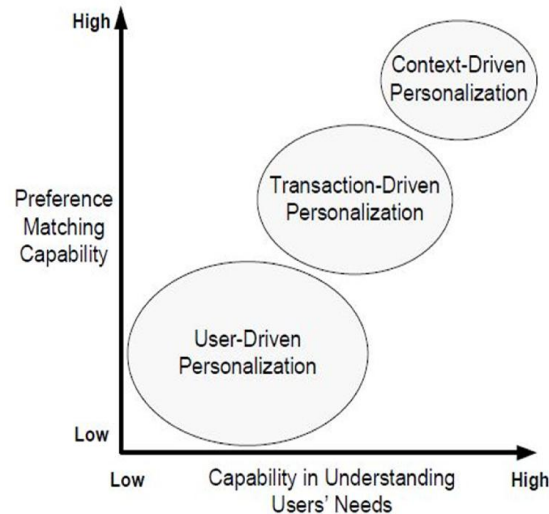 High
Context-Driven
Personalization
Transaction-Driven
Personalization
Preference
Matching
Capability
User-Driven
Personalization
Low
Low
Capability in Understanding
Users' Needs
High